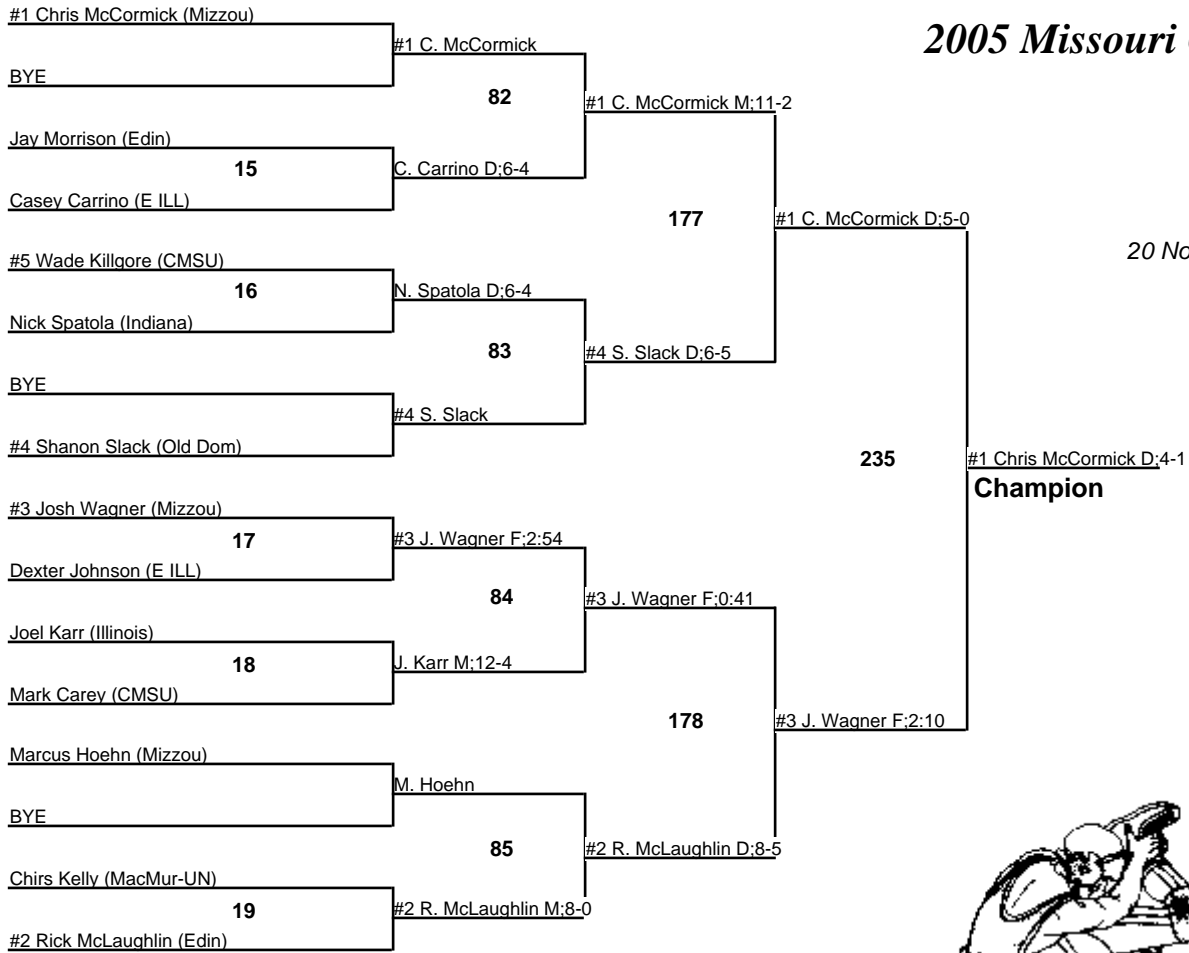 #1 Chris McCormick (Mizzou)
BYE
Jay Morrison (Edin)
15
Casey Carrino (E ILL)
#5 Wade Killgore (CMSU)
16
Nick Spatola (Indiana)
BYE
#4 Shanon Slack (Old Dom)
#3 Josh Wagner (Mizzou)
17
Dexter Johnson (E ILL)
Joel Karr (Illinois)
18
Mark Carey (CMSU)
Marcus Hoehn (Mizzou)
BYE
Chirs Kelly (MacMur-UN)
19
#2 Rick McLaughlin (Edin)
#1 C. McCormick
82
C. Carrino D;6-4
N. Spatola D;6-4
83
#4 S. Slack
#3 J. Wagner F;2:54
84
J. Karr M;12-4
M. Hoehn
85
#2 R. McLaughlin M;8-0
#1 C. McCormick M;11-2
177
#4 S. Slack D;6-5
#3 J. Wagner F;0:41
178
#2 R. McLaughlin D;8-5
#1 C. McCormick D;5-0
235
#3 J. Wagner F;2:10
#1 Chris McCormick D;4-1
Champion
2005 Missouri
20 No